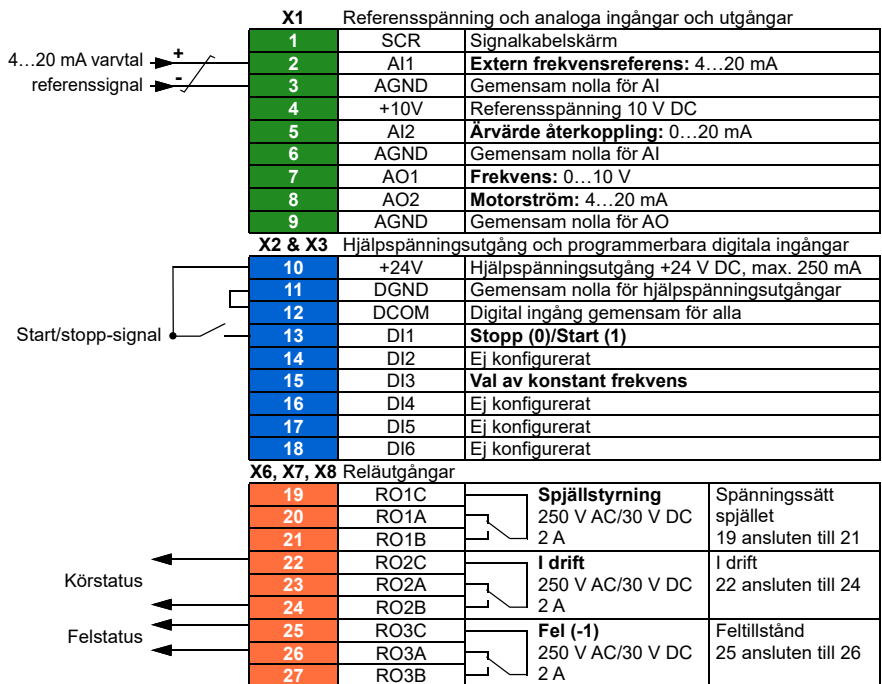 X1 Referensspänning och analoga ingångar och utgångar
1 SCR Signalkabelskärm
4…20 mA varvtal + 2 AI1 Extern frekvensreferens: 4…20 mA
referenssignal - 3 AGND Gemensam nolla för AI
4 +10V Referensspänning 10 V DC
5 AI2 Ärvärde återkoppling: 0…20 mA
6 AGND Gemensam nolla för AI
7 AO1 Frekvens: 0…10 V
8 AO2 Motorström: 4…20 mA
9 AGND Gemensam nolla för AO
X2 & X3 Hjälpspänningsutgång och programmerbara digitala ingångar
10 +24V Hjälpspänningsutgång +24 V DC, max. 250 mA
11 DGND Gemensam nolla för hjälpspänningsutgångar
12 DCOM Digital ingång gemensam för alla
Start/stopp-signal 13 DI1 Stopp (0)/Start (1)
14 DI2 Ej konfigurerat
15 DI3 Val av konstant frekvens
16 DI4 Ej konfigurerat
17 DI5 Ej konfigurerat
18 DI6 Ej konfigurerat
X6, X7, X8 Reläutgångar
19 RO1C Spjällstyrning Spänningssätt
20 RO1A 250 V AC/30 V DC spjället
21 RO1B 2 A 19 ansluten till 21
22 RO2C I drift I drift
Körstatus 23 RO2A 250 V AC/30 V DC 22 ansluten till 24
24 RO2B 2 A
Felstatus 25 RO3C Fel (-1) Feltillstånd
26 RO3A 250 V AC/30 V DC 25 ansluten till 26
27 RO3B 2 A